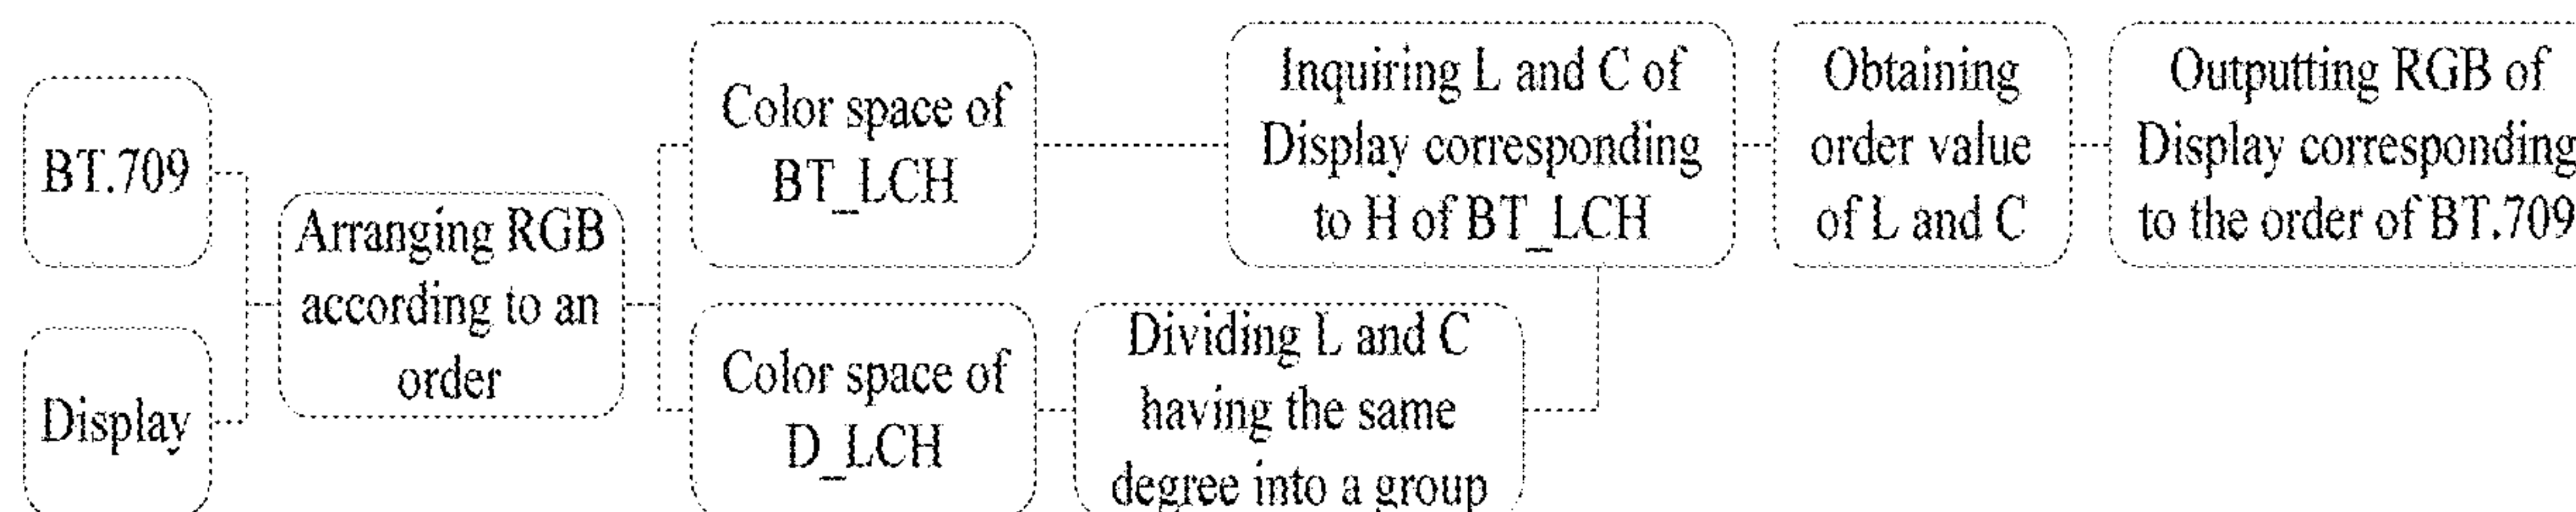 BT.709
Display
Arranging RGB
according to an
order
Color space of
BT_LCH
Color space of
D_LCH
Dividing L and C
having the same
degree into a group
Inquiring L and C of
Display corresponding
to H of BT_LCH
Obtaining
order value
of L and C
Outputting RGB of
Display corresponding
to the order of BT.709